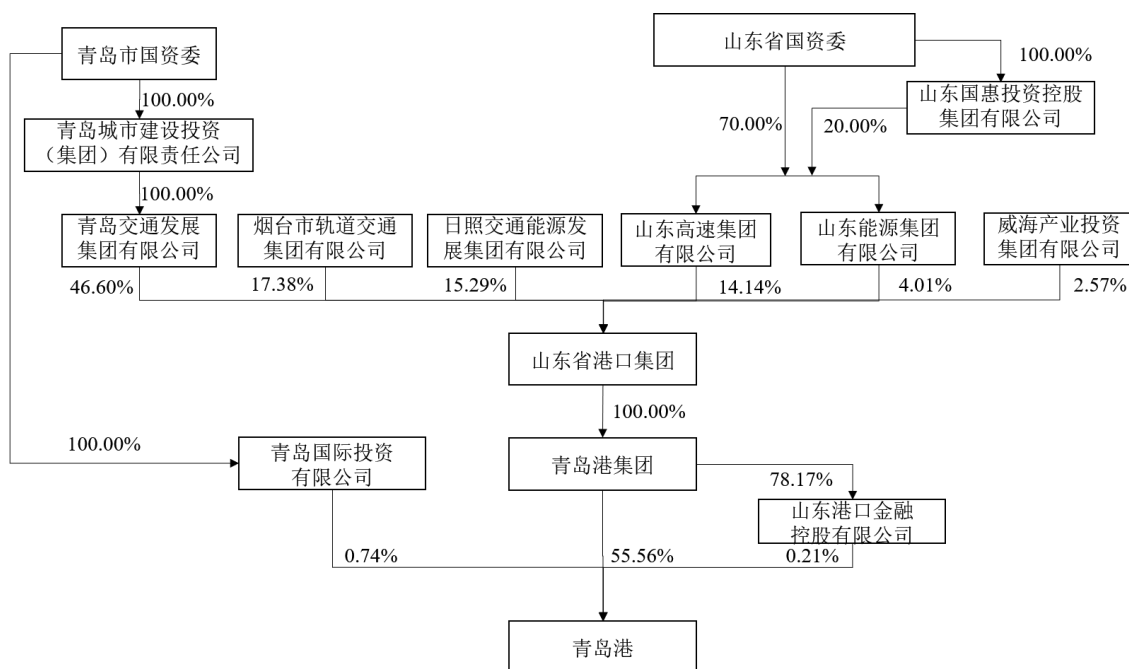 青岛市国资委
山东省国资委
100.00%
100.00%
山东国惠投资控股
集团有限公司
青岛城市建设投资
（集团）有限责任公司
70.00%
20.00%
100.00%
青岛交通发展
集团有限公司
烟台市轨道交通
集团有限公司
日照交通能源发
展集团有限公司
山东高速集团
有限公司
山东能源集团
有限公司
威海产业投资
集团有限公司
46.60%
17.38%
15.29%
14.14%
4.01%
2.57%
山东省港口集团
100.00%
100.00%
青岛国际投资
有限公司
青岛港集团
78.17%
山东港口金融
控股有限公司
0.74%
55.56%
0.21%
青岛港